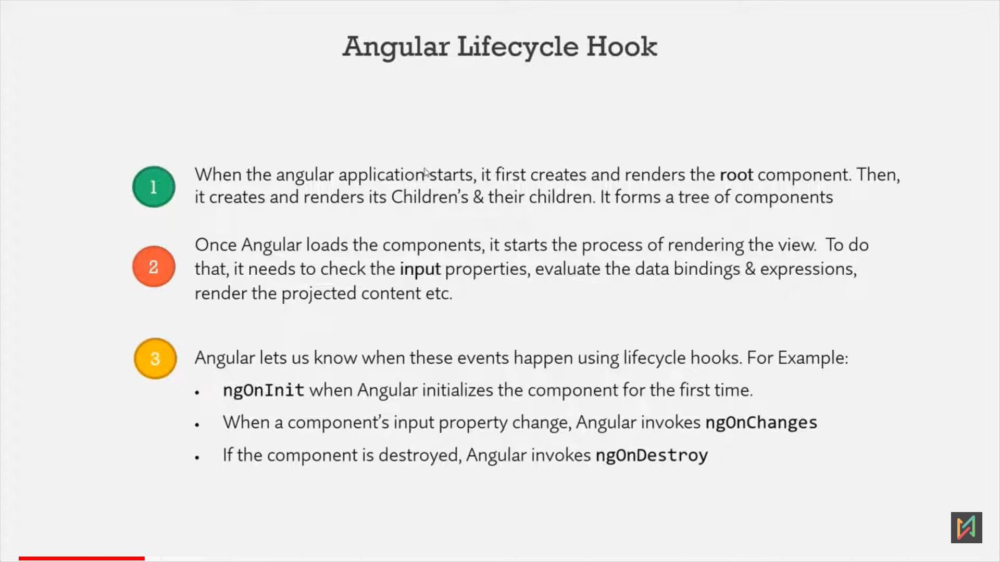 Angular Lifecycle Hook
1
When the angular application starts, it first creates and renders the root component. Then,
it creates and renders its Children’s & their children. It forms a tree of components
2
Once Angular loads the components, it starts the process of rendering the view. To do
that, it needs to check the input properties, evaluate the data bindings & expressions,
render the projected content etc.
3
Angular lets us know when these events happen using lifecycle hooks. For Example:
• ngOnInit when Angular initializes the component for the first time.
• When a component’s input property change, Angular invokes ngOnChanges
• If the component is destroyed, Angular invokes ngOnDestroy